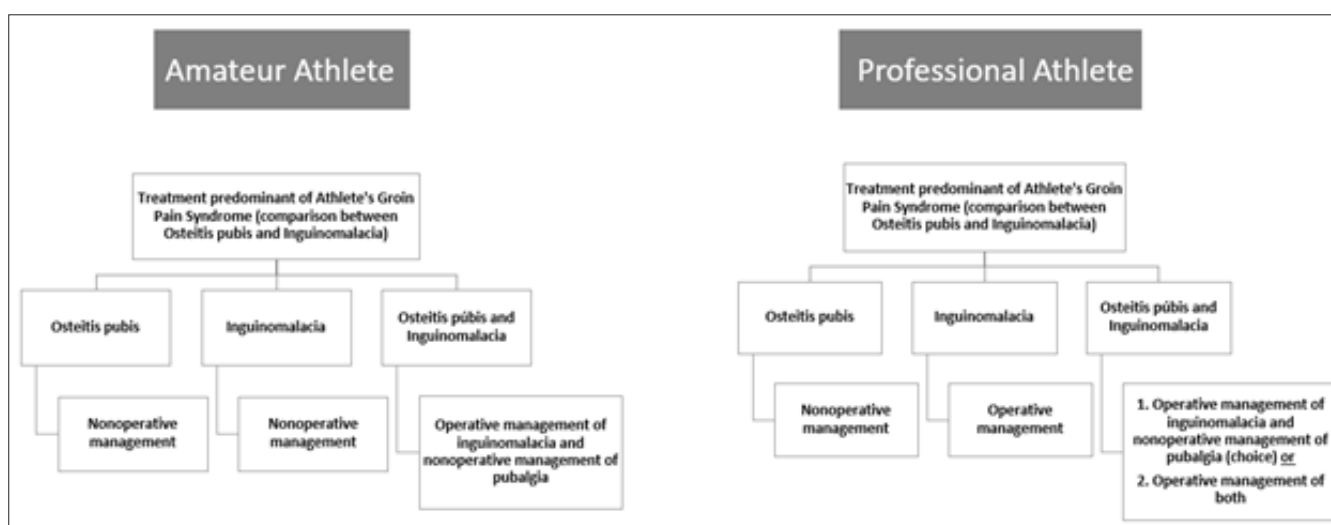 Amateur Athlete
Treatment predominant of Athlete's Groin
Pain Syndrome (comparison between
Osteitis pubis and Inguinomalacia)
Osteitis pubis
Inguinomalacia
Osteitis púbis and
Inguinomalacia
Nonoperative
management
Nonoperative
management
Operative management of
inguinomalacia and
nonoperative management of
pubalgia
Professional Athlete
Treatment predominant of Athlete's Groin
Pain Syndrome (comparison between
Osteitis pubis and Inguinomalacia)
Osteitis pubis
Inguinomalacia
Osteitis púbis and
Inguinomalacia
Nonoperative
management
Operative
management
1. Operative management of
inguinomalacia and
nonoperative management of
pubalgia (choice) or
2. Operative management of
both